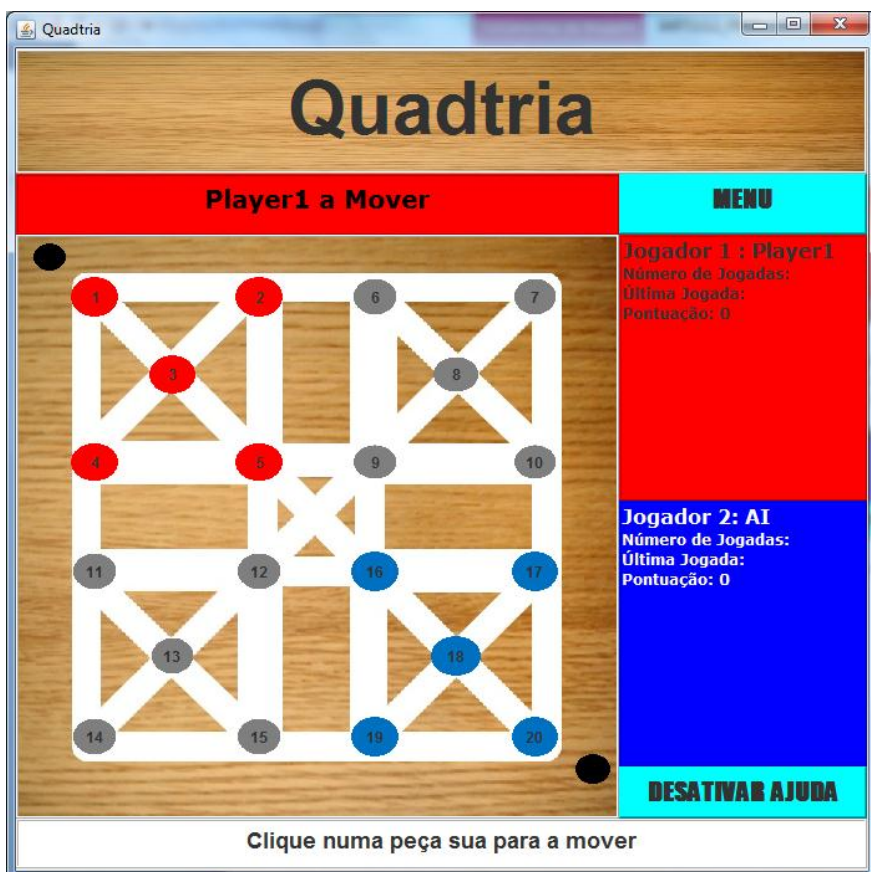 Quadtria
Quadtria
Player1 a Mover
MENU
Jogador 1 : Player1
Número de Jogadas:
Última Jogada:
Pontuação: 0
1 2 6 7
3 8
4 5 9 10
11 12 16 17
13 18
14 15 19 20
Jogador 2: AI
Número de Jogadas:
Última Jogada:
Pontuação: 0
DESATIVAR AJUDA
Clique numa peça sua para a mover